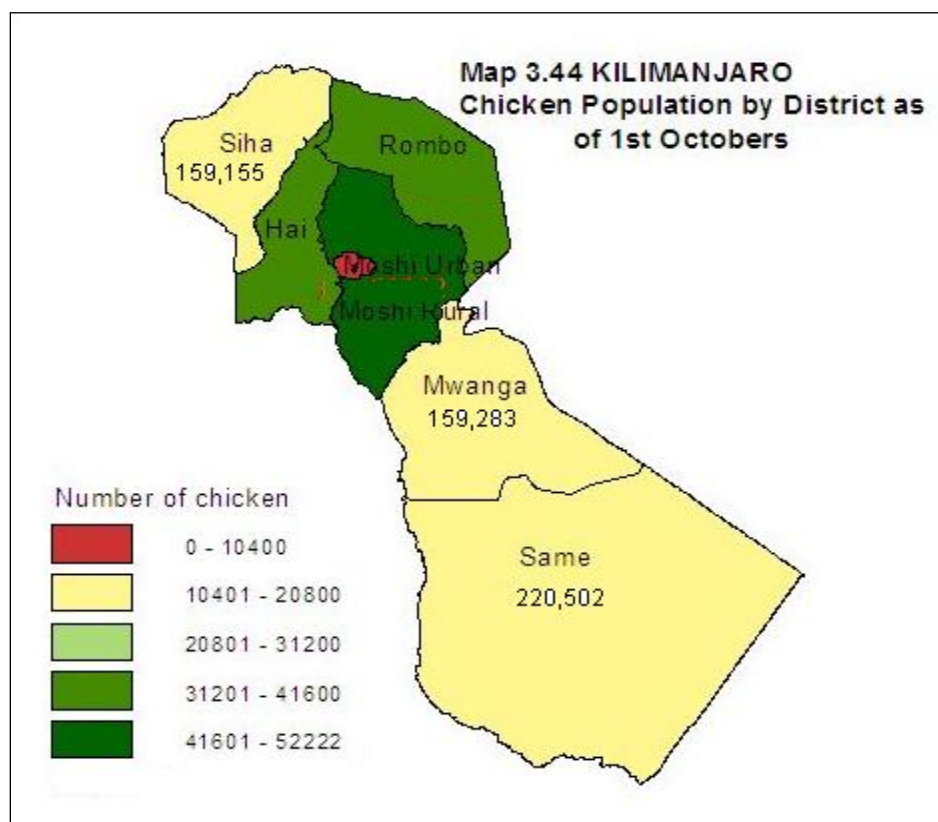 Map 3.44 KILIMANJARO
Chicken Population by District as
of 1st Octobers
Siha
159,155
Rombo
Hai
Moshi Urban
Moshi Rural
Mwanga
159,283
Same
220,502
Number of chicken
0 - 10400
10401 - 20800
20801 - 31200
31201 - 41600
41601 - 52222